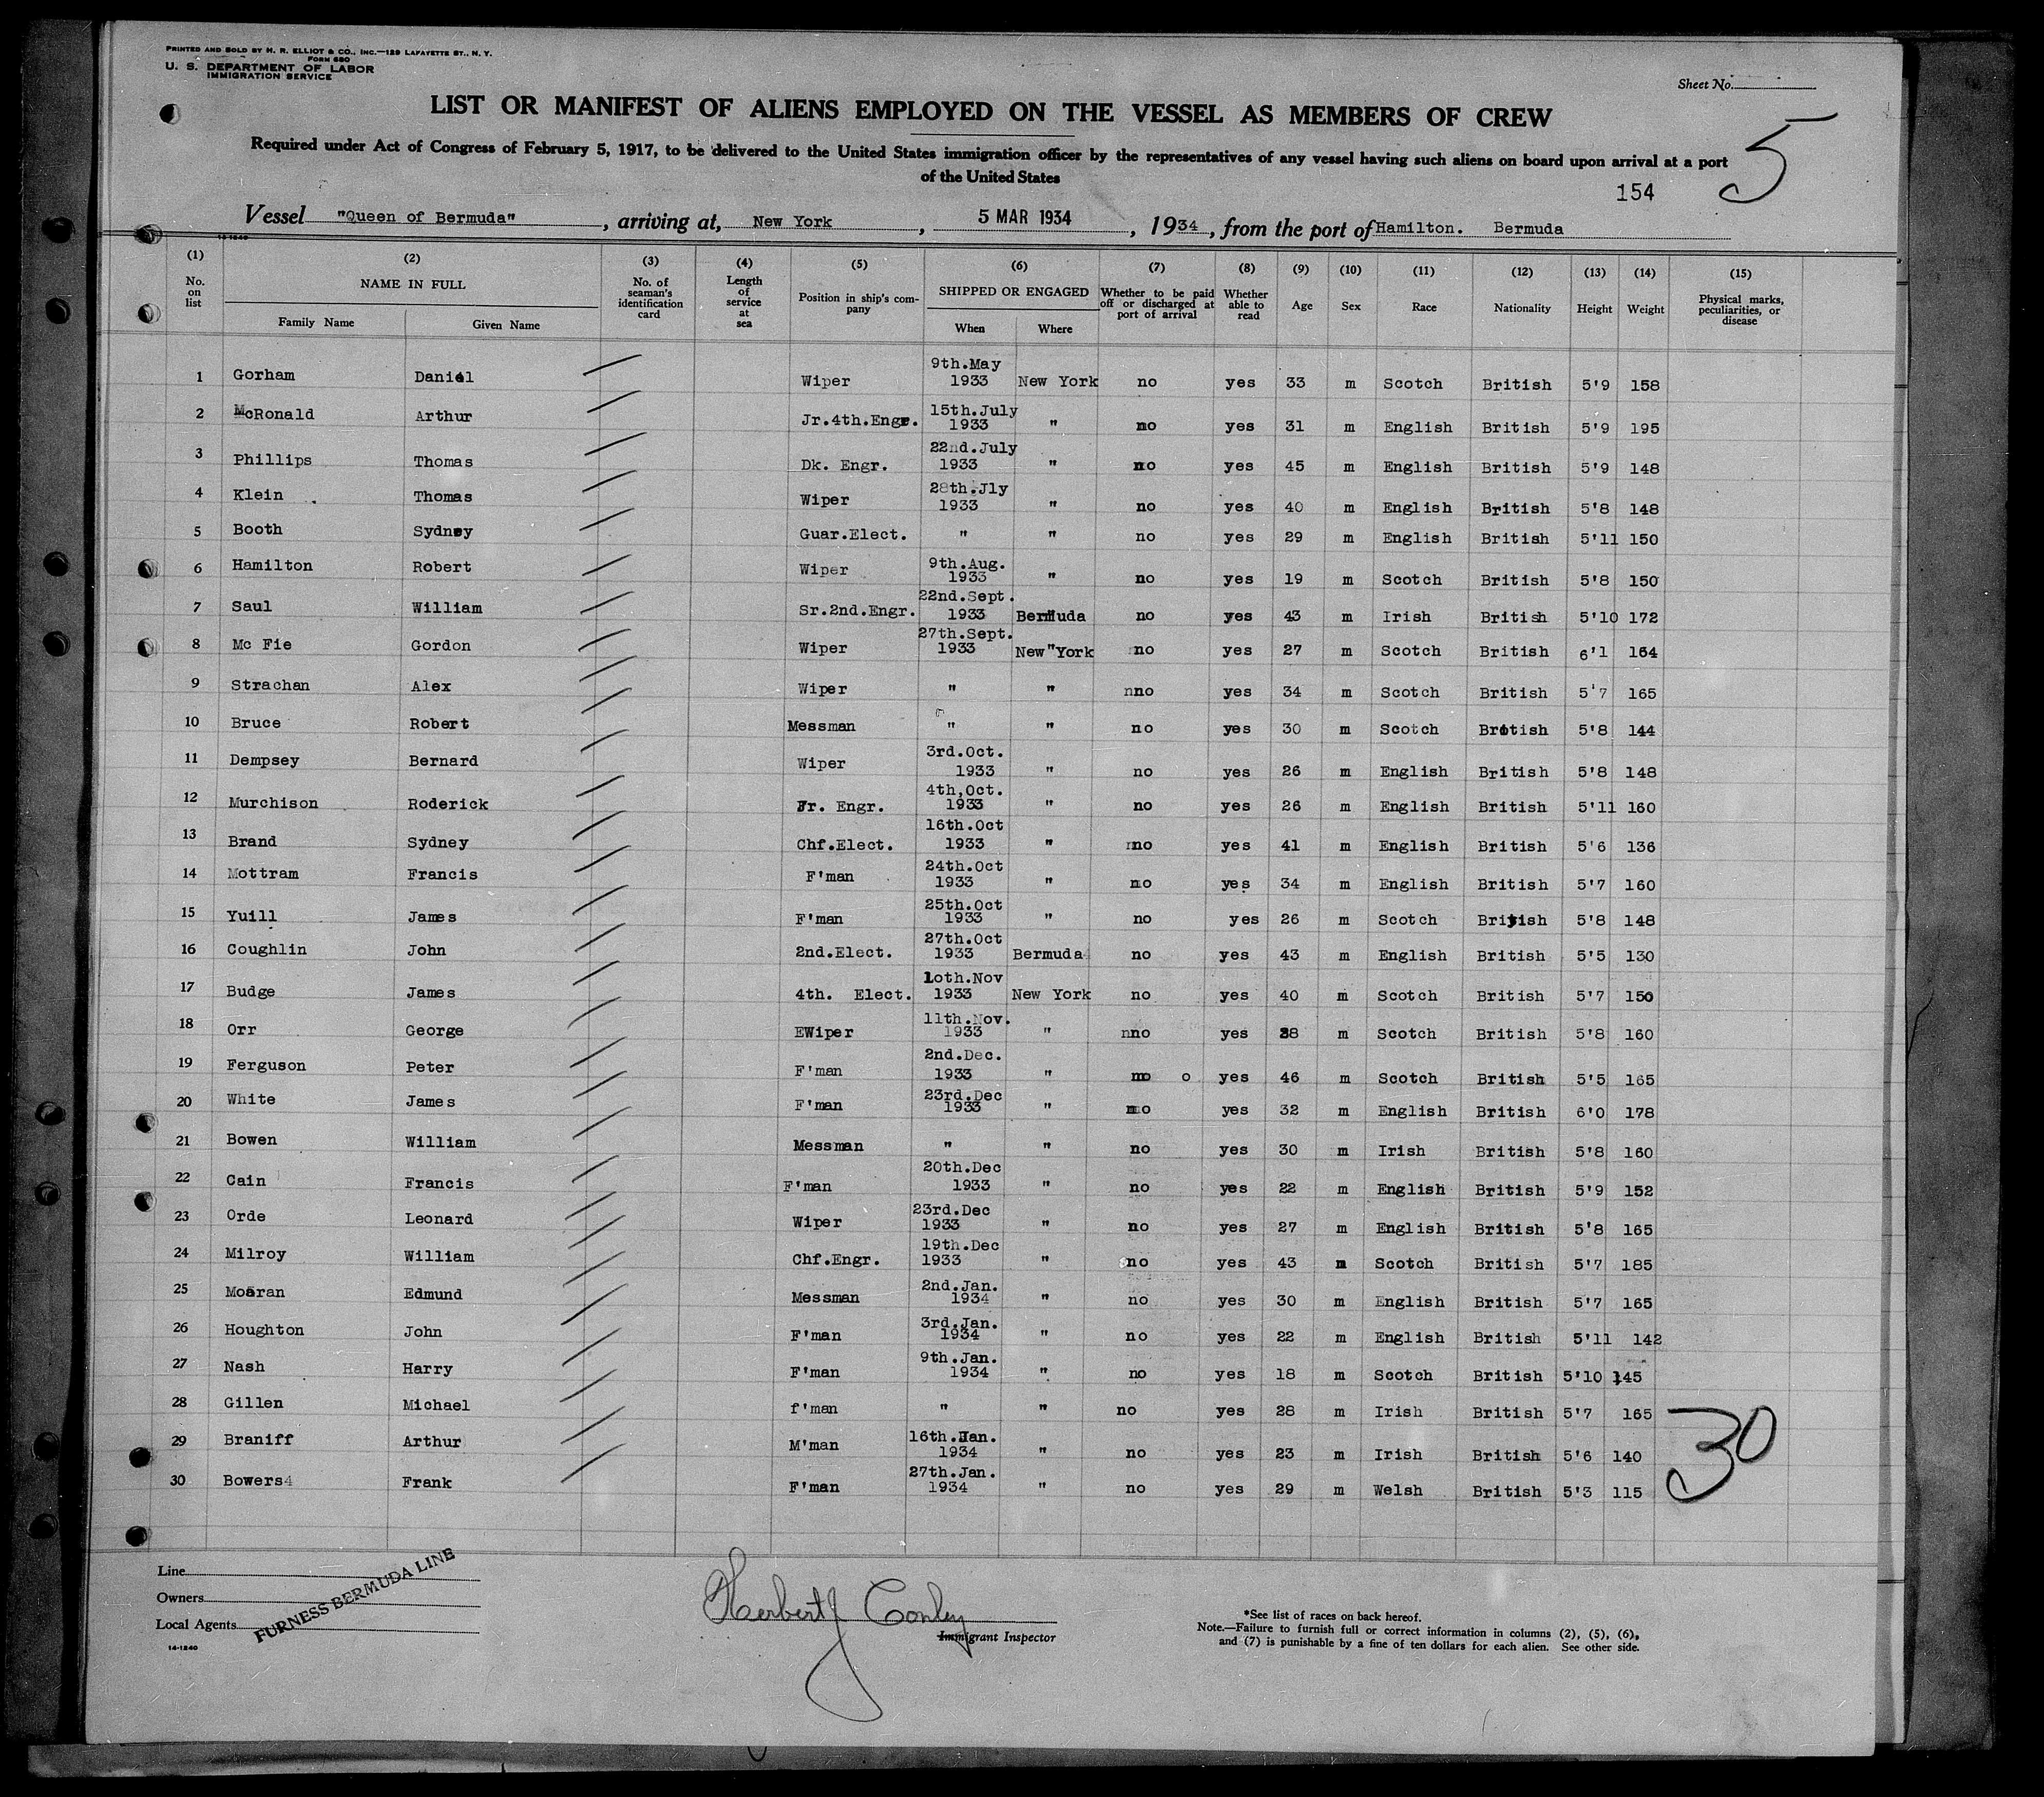 PRINTED AND SOLD BY H. R. ELLIOT & CO., INC.—129 LAFAYETTE ST., N. Y.
FORM 680
U. S. DEPARTMENT OF LABOR
IMMIGRATION SERVICE
Sheet No.
5
LIST OR MANIFEST OF ALIENS EMPLOYED ON THE VESSEL AS MEMBERS OF CREW
Required under Act of Congress of February 5, 1917, to be delivered to the United States immigration officer by the representatives of any vessel having such aliens on board upon arrival at a port
of the United States
154
Vessel "Queen of Bermuda", arriving at, New York, 5 MAR 1934, 1934, from the port of Hamilton. Bermuda
14-1240
(1) No. on list
(2) NAME IN FULL Family Name Given Name
(3) No. of seaman's identification card
(4) Length of service at sea
(5) Position in ship's company
(6) SHIPPED OR ENGAGED When Where
(7) Whether to be paid off or discharged at port of arrival
(8) Whether able to read
(9) Age
(10) Sex
(11) Race
(12) Nationality
(13) Height
(14) Weight
(15) Physical marks, peculiarities, or disease
1 Gorham Daniel Wiper 9th.May 1933 New York no yes 33 m Scotch British 5'9 158
2 McRonald Arthur Jr.4th.Engr. 15th.July 1933 " no yes 31 m English British 5'9 195
3 Phillips Thomas Dk. Engr. 22nd.July 1933 " no yes 45 m English British 5'9 148
4 Klein Thomas Wiper 28th.Jly 1933 " no yes 40 m English British 5'8 148
5 Booth Sydney Guar.Elect. " " no yes 29 m English British 5'11 150
6 Hamilton Robert Wiper 9th.Aug. 1933 " no yes 19 m Scotch British 5'8 150
7 Saul William Sr.2nd.Engr. 22nd.Sept. 1933 Bermuda no yes 43 m Irish British 5'10 172
8 Mc Fie Gordon Wiper 27th.Sept. 1933 New"York no yes 27 m Scotch British 6'1 164
9 Strachan Alex Wiper " " nno yes 34 m Scotch British 5'7 165
10 Bruce Robert Messman " " no yes 30 m Scotch British 5'8 144
11 Dempsey Bernard Wiper 3rd.Oct. 1933 " no yes 26 m English British 5'8 148
12 Murchison Roderick Jr. Engr. 4th,Oct. 1933 " no yes 26 m English British 5'11 160
13 Brand Sydney Chf.Elect. 16th.Oct 1933 " no yes 41 m English British 5'6 136
14 Mottram Francis F'man 24th.Oct 1933 " no yes 34 m English British 5'7 160
15 Yuill James F'man 25th.Oct 1933 " no yes 26 m Scotch British 5'8 148
16 Coughlin John 2nd.Elect. 27th.Oct 1933 Bermuda no yes 43 m English British 5'5 130
17 Budge James 4th. Elect. 10th.Nov 1933 New York no yes 40 m Scotch British 5'7 150
18 Orr George EWiper 11th.Nov. 1933 " nno yes 38 m Scotch British 5'8 160
19 Ferguson Peter F'man 2nd.Dec. 1933 " no o yes 46 m Scotch British 5'5 165
20 White James F'man 23rd.Dec 1933 " no yes 32 m English British 6'0 178
21 Bowen William Messman " " no yes 30 m Irish British 5'8 160
22 Cain Francis F'man 20th.Dec 1933 " no yes 22 m English British 5'9 152
23 Orde Leonard Wiper 23rd.Dec 1933 " no yes 27 m English British 5'8 165
24 Milroy William Chf.Engr. 19th.Dec 1933 " no yes 43 m Scotch British 5'7 185
25 Edmund Messman 2nd.Jan. 1934 " no yes 30 m English British 5'7 165
26 Houghton John F'man 3rd.Jan. 1934 " no yes 22 m English British 5'11 142
27 Nash Harry F'man 9th.Jan. 1934 " no yes 18 m Scotch British 5'10 145
28 Gillen Michael f'man " " no yes 28 m Irish British 5'7 165
29 Braniff Arthur M'man 16th.Jan. 1934 " no yes 23 m Irish British 5'6 140
30 Bowers4 Frank F'man 27th.Jan. 1934 " no yes 29 m Welsh British 5'3 115
30
Line
Owners
Local Agents
FURNESS BERMUDA LINE
14-1240
Herbert J Conley
Immigrant Inspector
*See list of races on back hereof.
Note.—Failure to furnish full or correct information in columns (2), (5), (6),
and (7) is punishable by a fine of ten dollars for each alien. See other side.